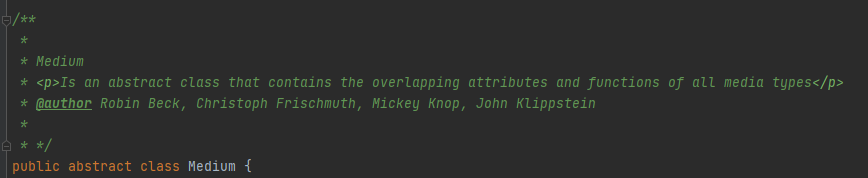 /**
*
* Medium
* <p>Is an abstract class that contains the overlapping attributes and functions of all media types</p>
* @author Robin Beck, Christoph Frischmuth, Mickey Knop, John Klippstein
*
* */
public abstract class Medium {